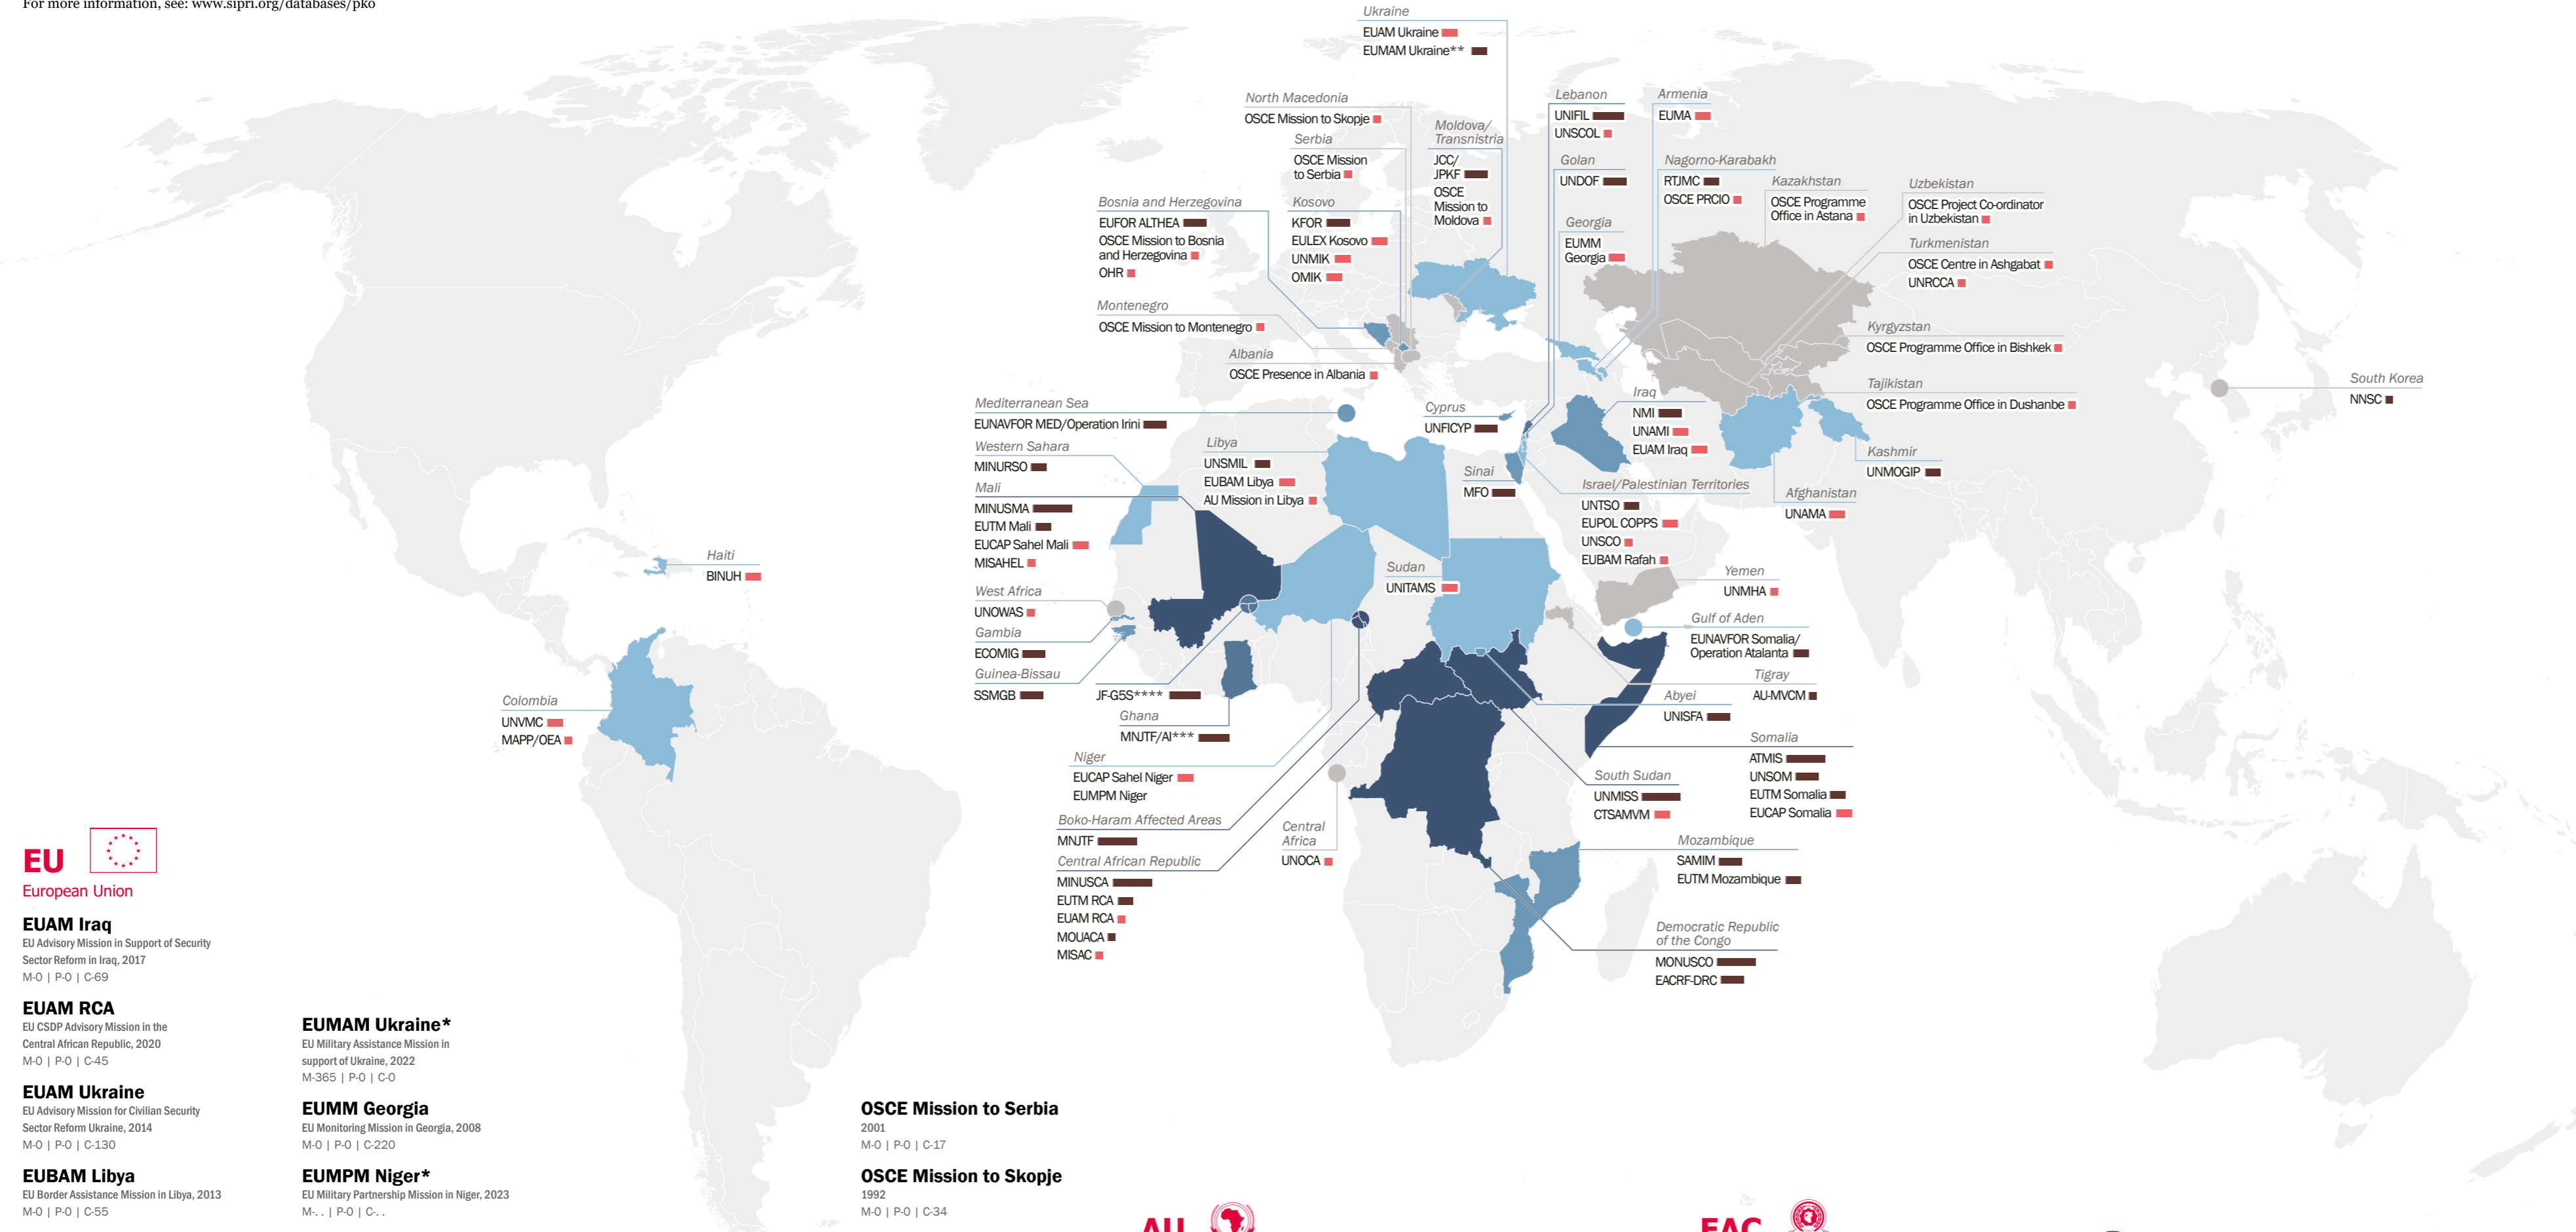 For more information, see: www.sipri.org/databases/pko
Ukraine
EUAM Ukraine
EUMAM Ukraine**
North Macedonia
OSCE Mission to Skopje
Serbia
OSCE Mission
to Serbia
Moldova/
Transnistria
JCC/
JPKF
OSCE
Mission to
Moldova
Lebanon
UNIFIL
UNSCOL
Armenia
EUMA
Golan
UNDOF
Nagorno-Karabakh
RTJMC
OSCE PRCIO
Kazakhstan
OSCE Programme
Office in Astana
Uzbekistan
OSCE Project Co-ordinator
in Uzbekistan
Turkmenistan
OSCE Centre in Ashgabat
UNRCCA
Bosnia and Herzegovina
EUFOR ALTHEA
OSCE Mission to Bosnia
and Herzegovina
OHR
Kosovo
KFOR
EULEX Kosovo
UNMIK
OMIK
Georgia
EUMM
Georgia
Montenegro
OSCE Mission to Montenegro
Albania
OSCE Presence in Albania
Kyrgyzstan
OSCE Programme Office in Bishkek
Tajikistan
OSCE Programme Office in Dushanbe
South Korea
NNSC
Mediterranean Sea
EUNAVFOR MED/Operation Irini
Cyprus
UNFICYP
Iraq
NMI
UNAMI
EUAM Iraq
Western Sahara
MINURSO
Libya
UNSMIL
EUBAM Libya
AU Mission in Libya
Sinai
MFO
Kashmir
UNMOGIP
Mali
MINUSMA
EUTM Mali
EUCAP Sahel Mali
MISAHEL
Israel/Palestinian Territories
UNTSO
EUPOL COPPS
UNSCO
EUBAM Rafah
Afghanistan
UNAMA
Haiti
BINUH
Sudan
UNITAMS
Yemen
UNMHA
West Africa
UNOWAS
Gambia
ECOMIG
Guinea-Bissau
SSMGB
JF-G5S****
Ghana
MNJTF/AI***
Gulf of Aden
EUNAVFOR Somalia/
Operation Atalanta
Tigray
AU-MVCM
Abyei
UNISFA
Colombia
UNVMC
MAPP/OEA
Niger
EUCAP Sahel Niger
EUMPM Niger
Somalia
ATMIS
UNSOM
EUTM Somalia
EUCAP Somalia
South Sudan
UNMISS
CTSAMVM
Boko-Haram Affected Areas
MNJTF
Central
Africa
UNOCA
Central African Republic
MINUSCA
EUTM RCA
EUAM RCA
MOUACA
MISAC
Mozambique
SAMIM
EUTM Mozambique
Democratic Republic
of the Congo
MONUSCO
EACRF-DRC
EU
European Union
EUAM Iraq
EU Advisory Mission in Support of Security
Sector Reform in Iraq, 2017
M-0 | P-0 | C-69
EUAM RCA
EU CSDP Advisory Mission in the
Central African Republic, 2020
M-0 | P-0 | C-45
EUAM Ukraine
EU Advisory Mission for Civilian Security
Sector Reform Ukraine, 2014
M-0 | P-0 | C-130
EUBAM Libya
EU Border Assistance Mission in Libya, 2013
M-0 | P-0 | C-55
EUMAM Ukraine*
EU Military Assistance Mission in
support of Ukraine, 2022
M-365 | P-0 | C-0
EUMM Georgia
EU Monitoring Mission in Georgia, 2008
M-0 | P-0 | C-220
EUMPM Niger*
EU Military Partnership Mission in Niger, 2023
M-. . | P-0 | C-. .
OSCE Mission to Serbia
2001
M-0 | P-0 | C-17
OSCE Mission to Skopje
1992
M-0 | P-0 | C-34
AU
EAC